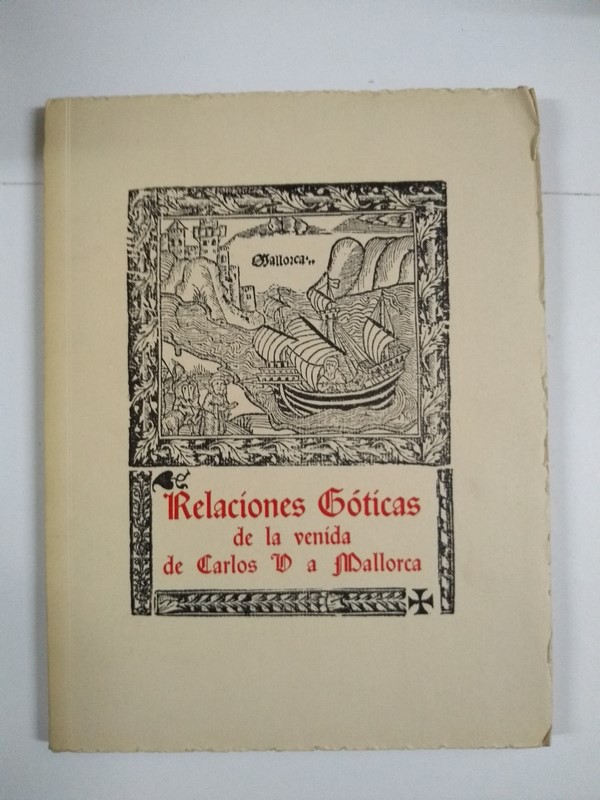 Mallorca..
Relaciones Góticas
de la venida
de Carlos V a Mallorca